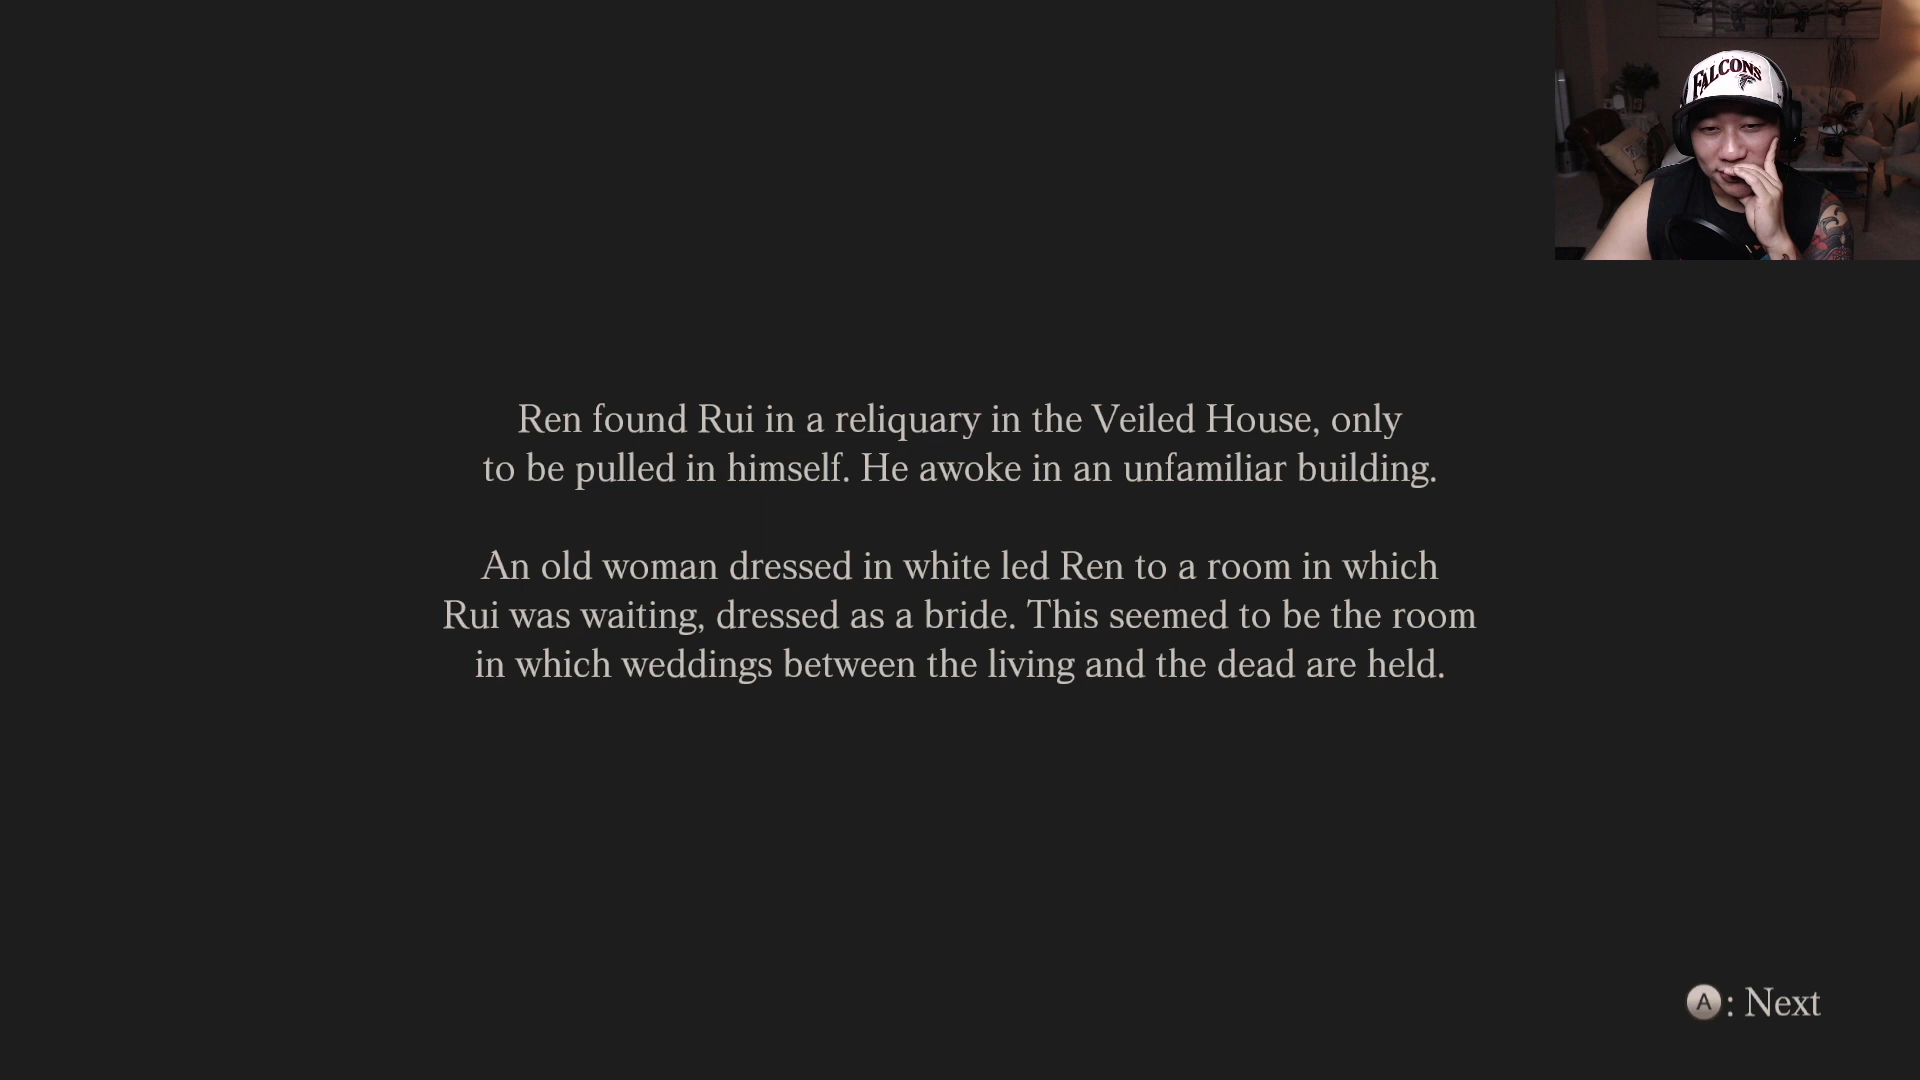 FALCONS
Ren found Rui in a reliquary in the Veiled House, only
to be pulled in himself. He awoke in an unfamiliar building.
An old woman dressed in white led Ren to a room in which
Rui was waiting, dressed as a bride. This seemed to be the room
in which weddings between the living and the dead are held.
A: Next